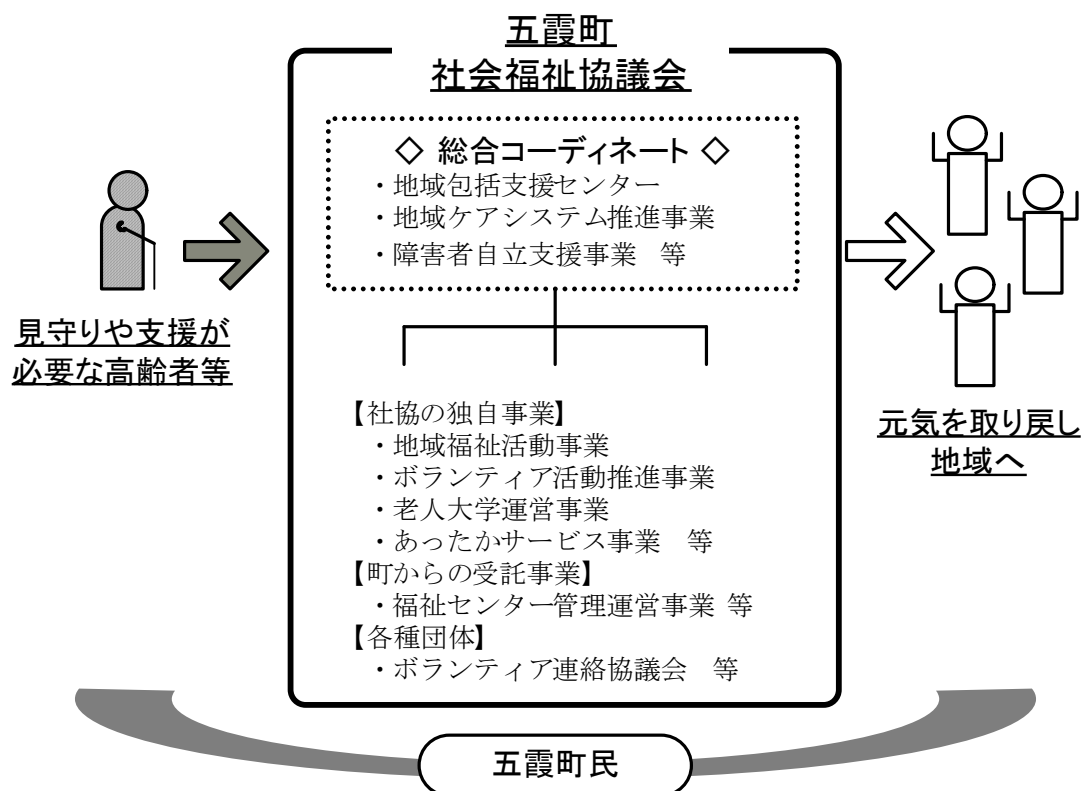 五霞町
社会福祉協議会
◇ 総合コーディネート ◇
・地域包括支援センター
・地域ケアシステム推進事業
・障害者自立支援事業　等
見守りや支援が
必要な高齢者等
【社協の独自事業】
・地域福祉活動事業
・ボランティア活動推進事業
・老人大学運営事業
・あったかサービス事業　等
【町からの受託事業】
・福祉センター管理運営事業 等
【各種団体】
・ボランティア連絡協議会　等
元気を取り戻し
地域へ
五霞町民